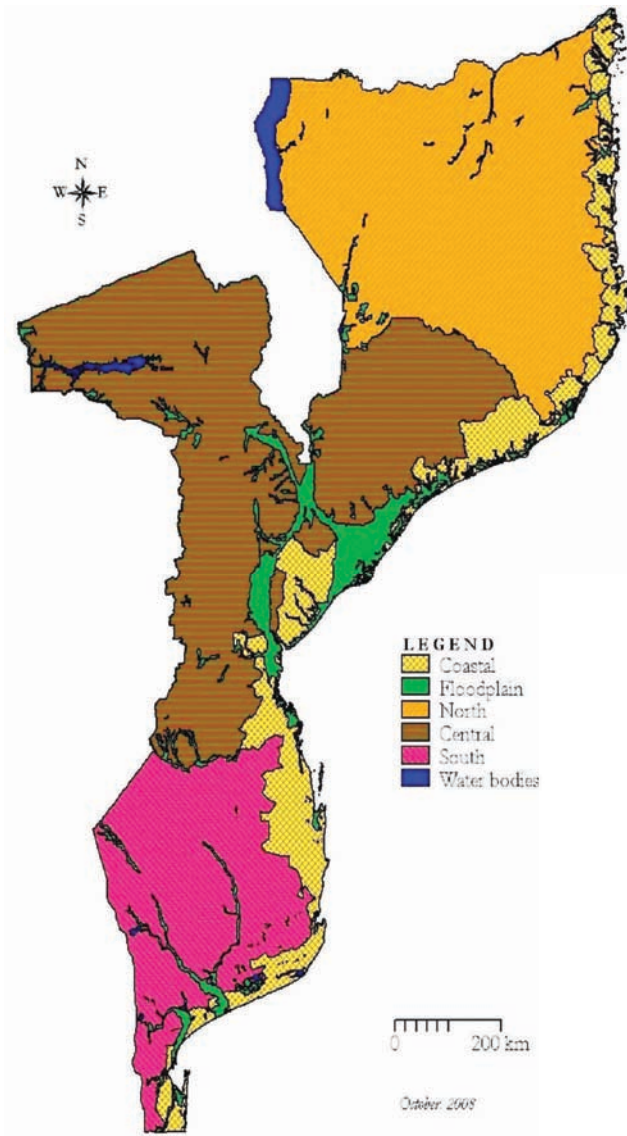 N
W E
S
LEGEND
Coastal
Floodplain
North
Central
South
Water bodies
0 200 km
October, 2008